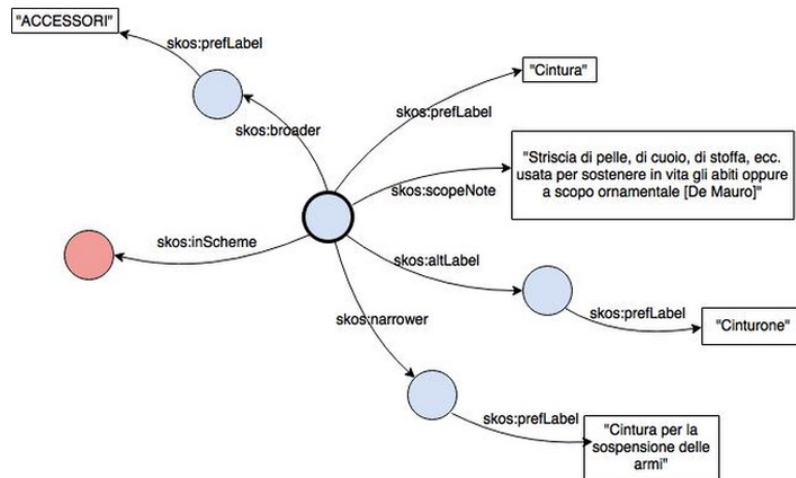 "ACCESSORI"
skos:prefLabel
"Cintura"
skos:prefLabel
skos:broader
"Striscia di pelle, di cuoio, di stoffa, ecc.
usata per sostenere in vita gli abiti oppure
a scopo ornamentale [De Mauro]"
skos:scopeNote
skos:inScheme
skos:altLabel
skos:narrower
skos:prefLabel
"Cinturone"
skos:prefLabel
"Cintura per la
sospensione delle
armi"